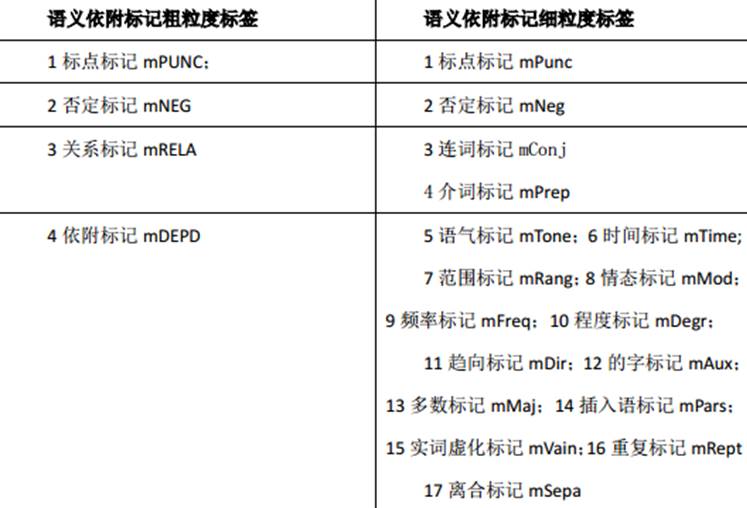 语义依附标记粗粒度标签 语义依附标记细粒度标签
1 标点标记 mPUNC; 1 标点标记 mPunc
2 否定标记 mNEG 2 否定标记 mNeg
3 关系标记 mRELA 3 连词标记 mConj
4 介词标记 mPrep
4 依附标记 mDEPD 5 语气标记 mTone; 6 时间标记 mTime;
7 范围标记 mRang; 8 情态标记 mMod;
9 频率标记 mFreq; 10 程度标记 mDegr;
11 趋向标记 mDir; 12 的字标记 mAux;
13 多数标记 mMaj; 14 插入语标记 mPars;
15 实词虚化标记 mVain; 16 重复标记 mRept
17 离合标记 mSepa